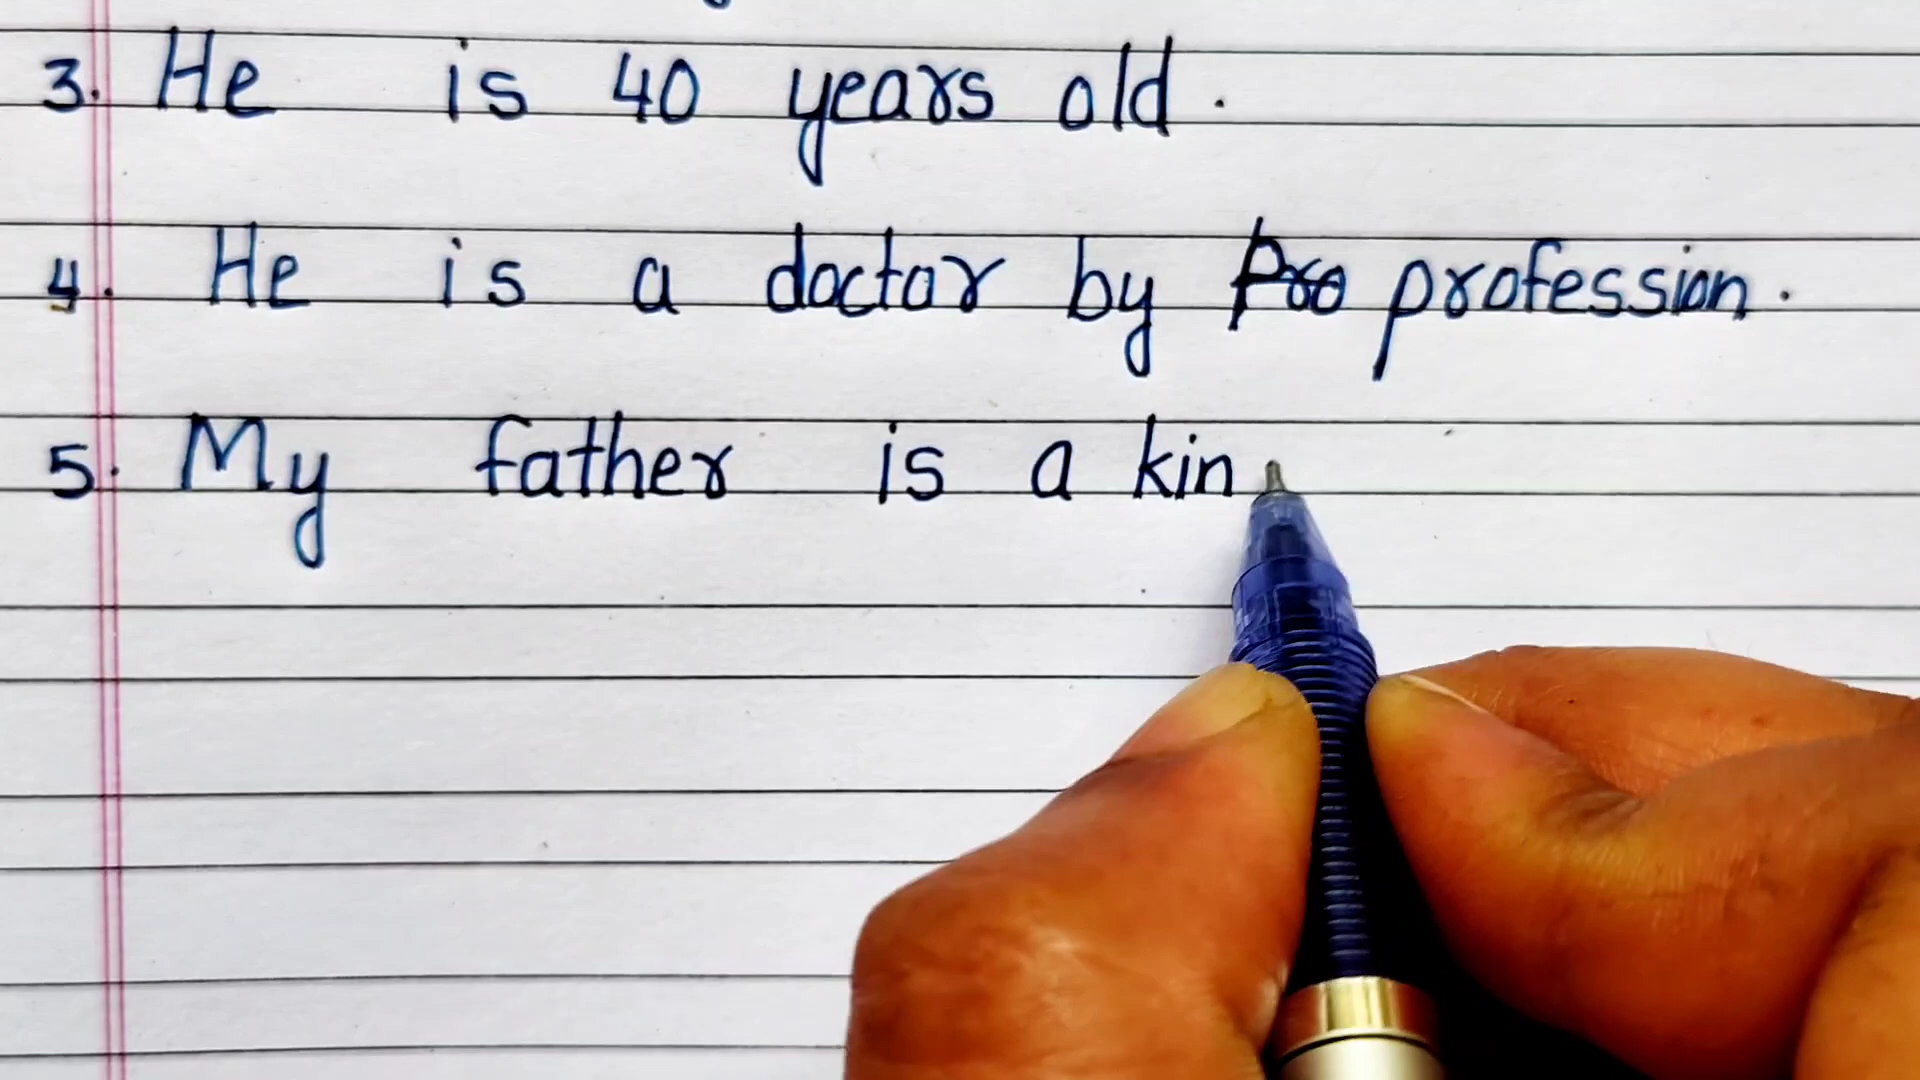 3. He is 40 years old.
4. He is a doctor by Pro profession.
5. My father is a kin